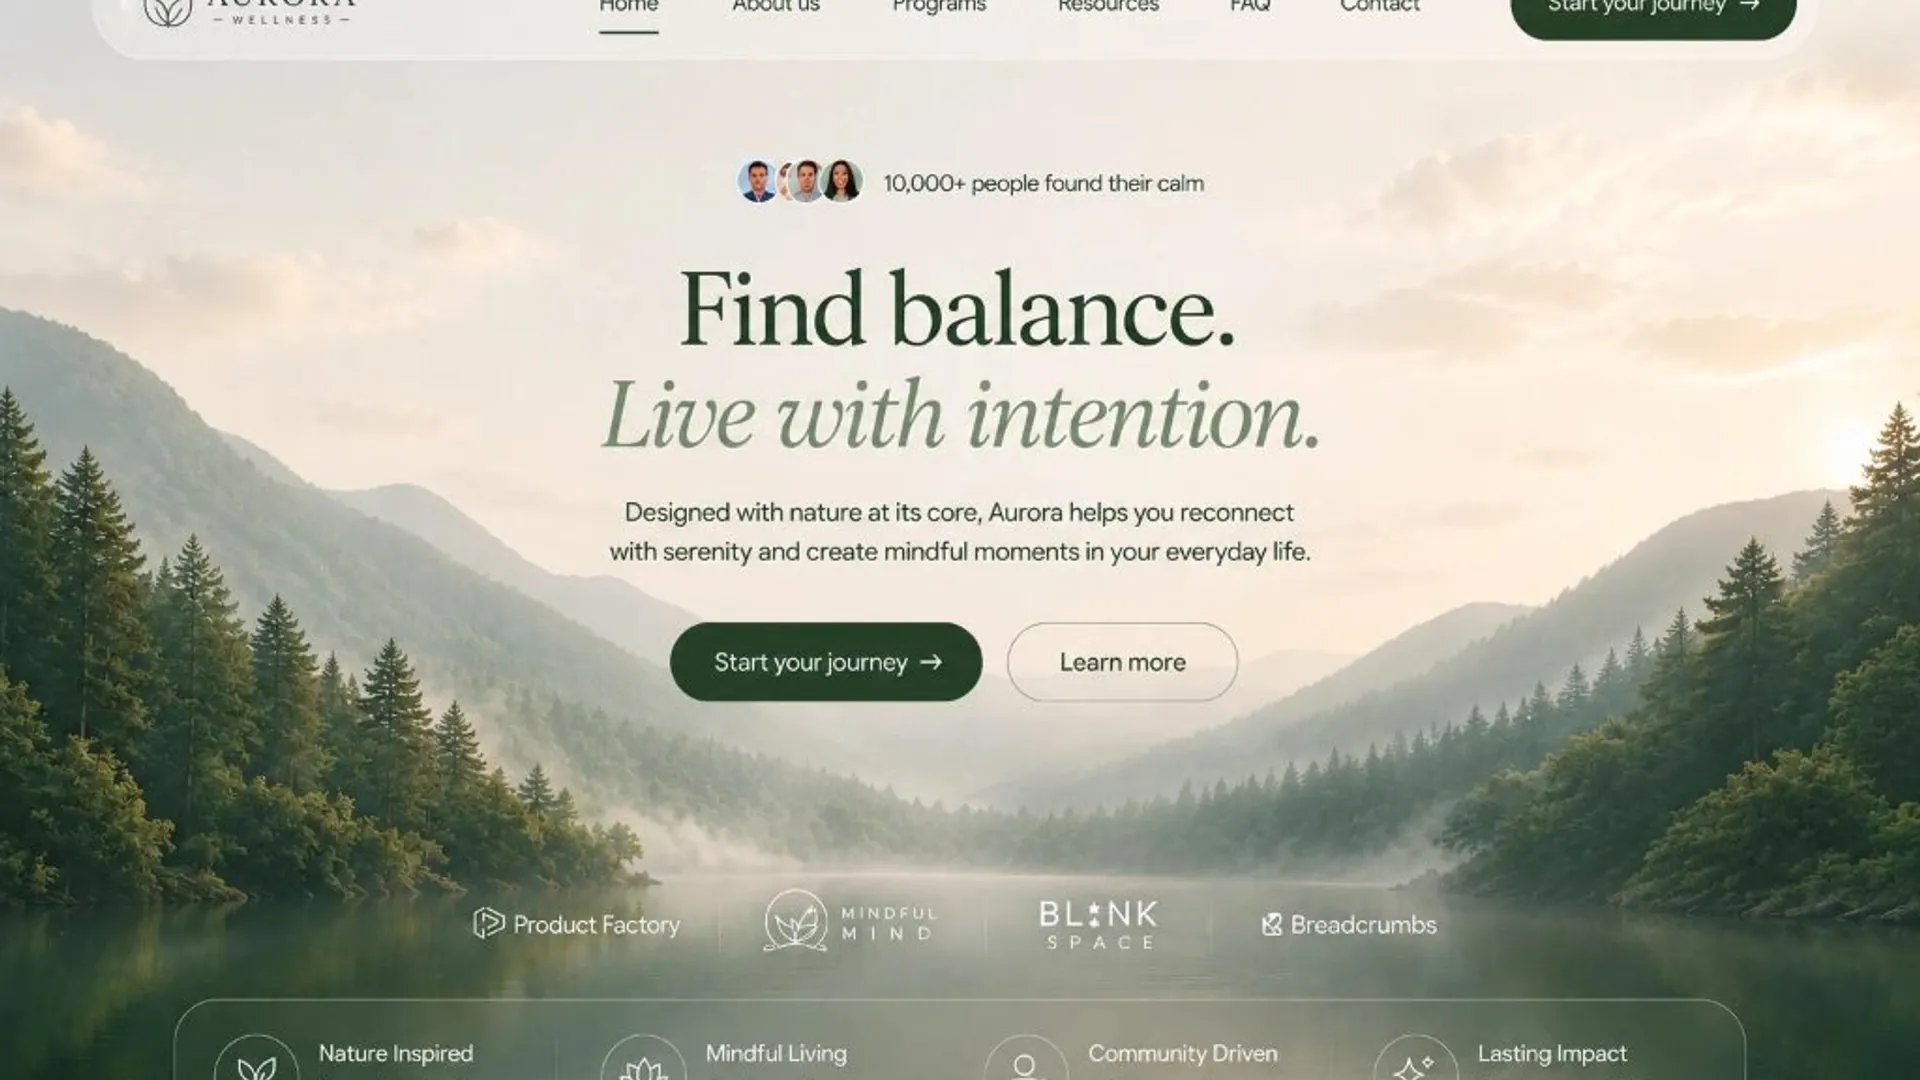 AURORA
WELLNESS
Home
About us
Programs
Resources
FAQ
Contact
Start your journey →
10,000+ people found their calm
Find balance.
Live with intention.
Designed with nature at its core, Aurora helps you reconnect
with serenity and create mindful moments in your everyday life.
Start your journey →
Learn more
Product Factory
MINDFUL
MIND
BLINK
SPACE
Breadcrumbs
Nature Inspired
Mindful Living
Community Driven
Lasting Impact